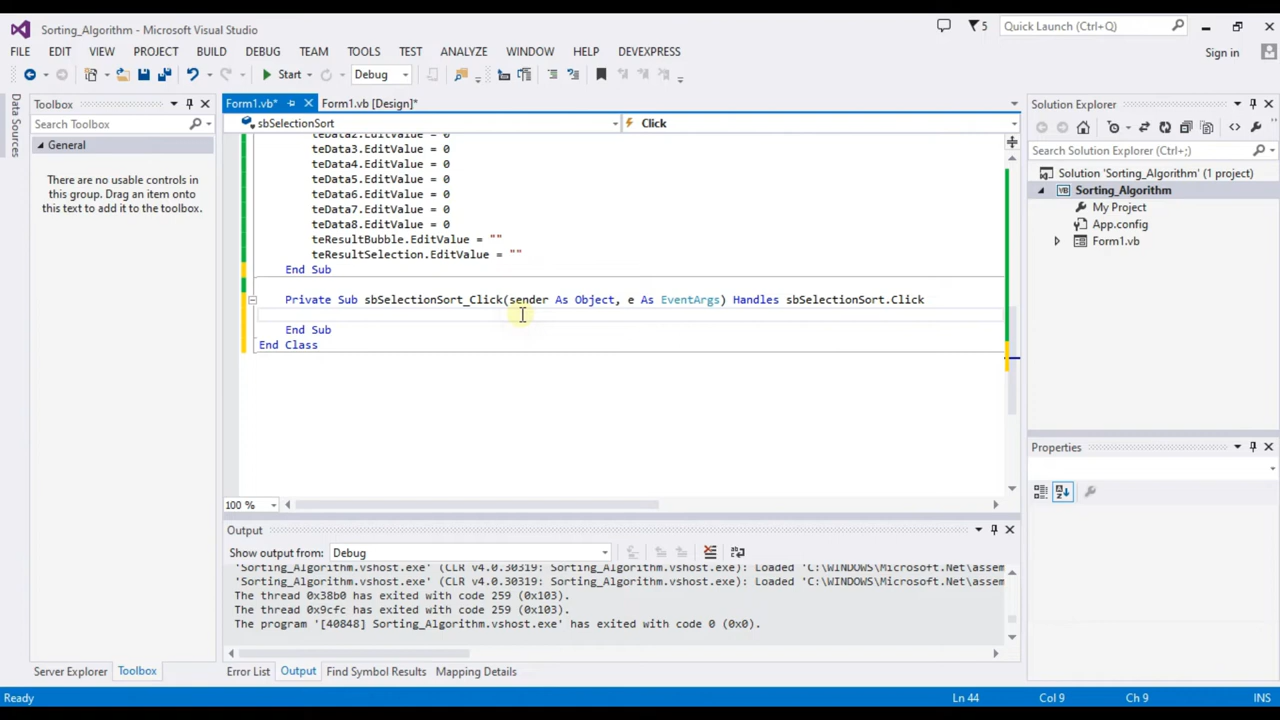 Sorting_Algorithm - Microsoft Visual Studio
5
Quick Launch (Ctrl+Q)
FILE EDIT VIEW PROJECT BUILD DEBUG TEAM TOOLS TEST ANALYZE WINDOW HELP DEVEXPRESS
Sign in
Start Debug
Data Sources
Toolbox
Search Toolbox
General
There are no usable controls in
this group. Drag an item onto
this text to add it to the toolbox.
Form1.vb* Form1.vb [Design]*
sbSelectionSort Click
teData2.EditValue = 0
teData3.EditValue = 0
teData4.EditValue = 0
teData5.EditValue = 0
teData6.EditValue = 0
teData7.EditValue = 0
teData8.EditValue = 0
teResultBubble.EditValue = ""
teResultSelection.EditValue = ""
End Sub
Private Sub sbSelectionSort_Click(sender As Object, e As EventArgs) Handles sbSelectionSort.Click
End Sub
End Class
100 %
Output
Show output from: Debug
'Sorting_Algorithm.vshost.exe' (CLR v4.0.30319: Sorting_Algorithm.vshost.exe): Loaded 'C:\WINDOWS\Microsoft.Net\assem
'Sorting_Algorithm.vshost.exe' (CLR v4.0.30319: Sorting_Algorithm.vshost.exe): Loaded 'C:\WINDOWS\Microsoft.Net\assem
The thread 0x38b0 has exited with code 259 (0x103).
The thread 0x9cfc has exited with code 259 (0x103).
The program '[40848] Sorting_Algorithm.vshost.exe' has exited with code 0 (0x0).
Solution Explorer
Search Solution Explorer (Ctrl+;)
Solution 'Sorting_Algorithm' (1 project)
VB Sorting_Algorithm
My Project
App.config
Form1.vb
Properties
Server Explorer Toolbox
Error List Output Find Symbol Results Mapping Details
Ready Ln 44 Col 9 Ch 9 INS